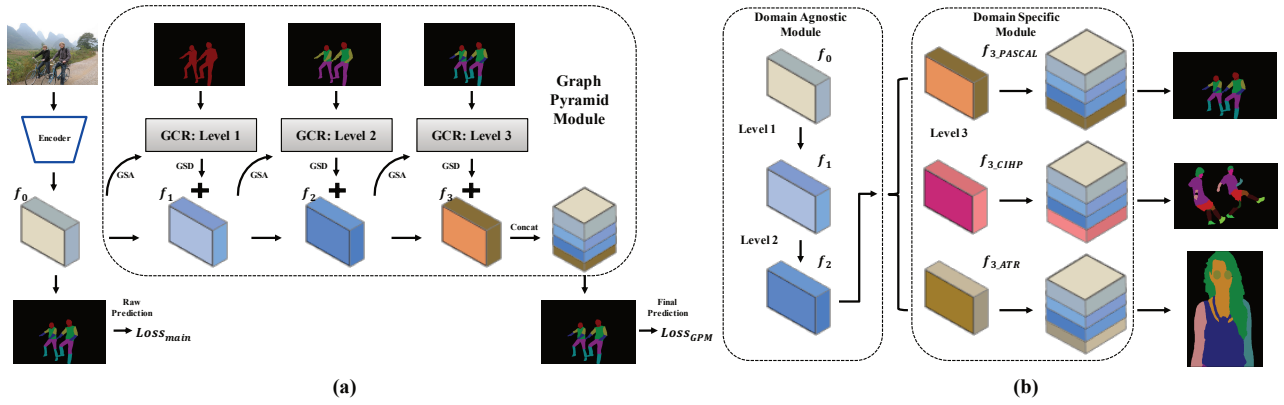 Graph
Pyramid
Module
Encoder
GCR: Level 1
GCR: Level 2
GCR: Level 3
GSA
GSD
GSA
GSD
GSA
GSD
f0
f1
f2
f3
Concat
Raw
Prediction
Loss_main
Final
Prediction
Loss_GPM
(a)
Domain Agnostic
Module
f0
Level 1
f1
Level 2
f2
Domain Specific
Module
f3_PASCAL
Level 3
f3_CIHP
f3_ATR
(b)